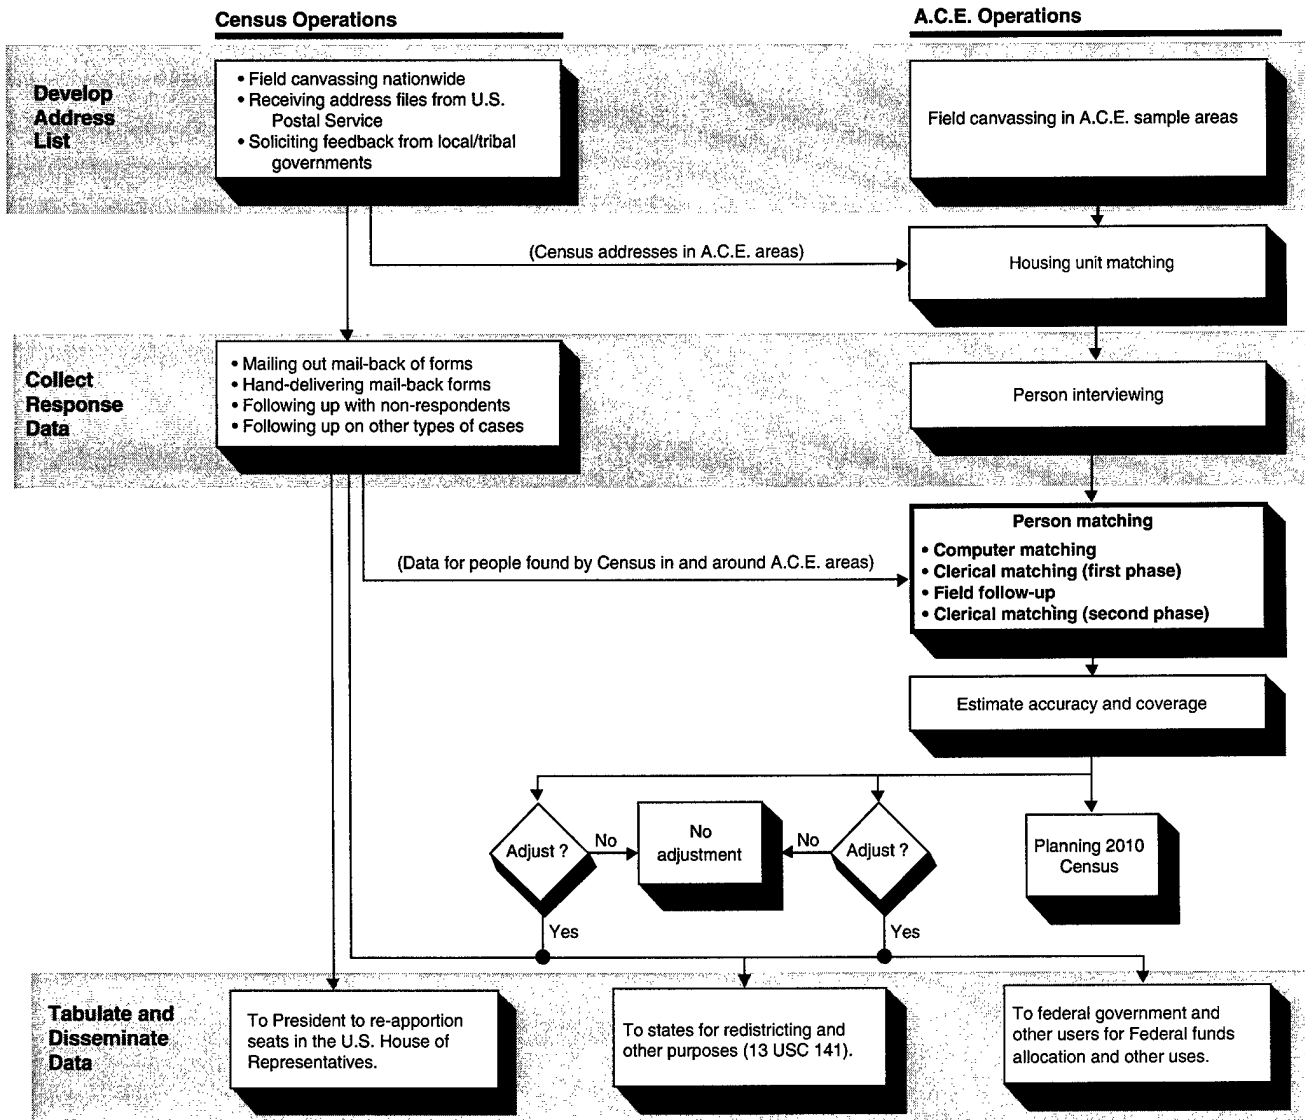 Census Operations
A.C.E. Operations
Develop
Address
List
• Field canvassing nationwide
• Receiving address files from U.S.
Postal Service
• Soliciting feedback from local/tribal
governments
Field canvassing in A.C.E. sample areas
(Census addresses in A.C.E. areas)
Housing unit matching
Collect
Response
Data
• Mailing out mail-back of forms
• Hand-delivering mail-back forms
• Following up with non-respondents
• Following up on other types of cases
Person interviewing
Person matching
• Computer matching
• Clerical matching (first phase)
• Field follow-up
• Clerical matching (second phase)
(Data for people found by Census in and around A.C.E. areas)
Estimate accuracy and coverage
Adjust ?
No
No
adjustment
No
Adjust ?
Planning 2010
Census
Yes
Yes
Tabulate and
Disseminate
Data
To President to re-apportion
seats in the U.S. House of
Representatives.
To states for redistricting and
other purposes (13 USC 141).
To federal government and
other users for Federal funds
allocation and other uses.